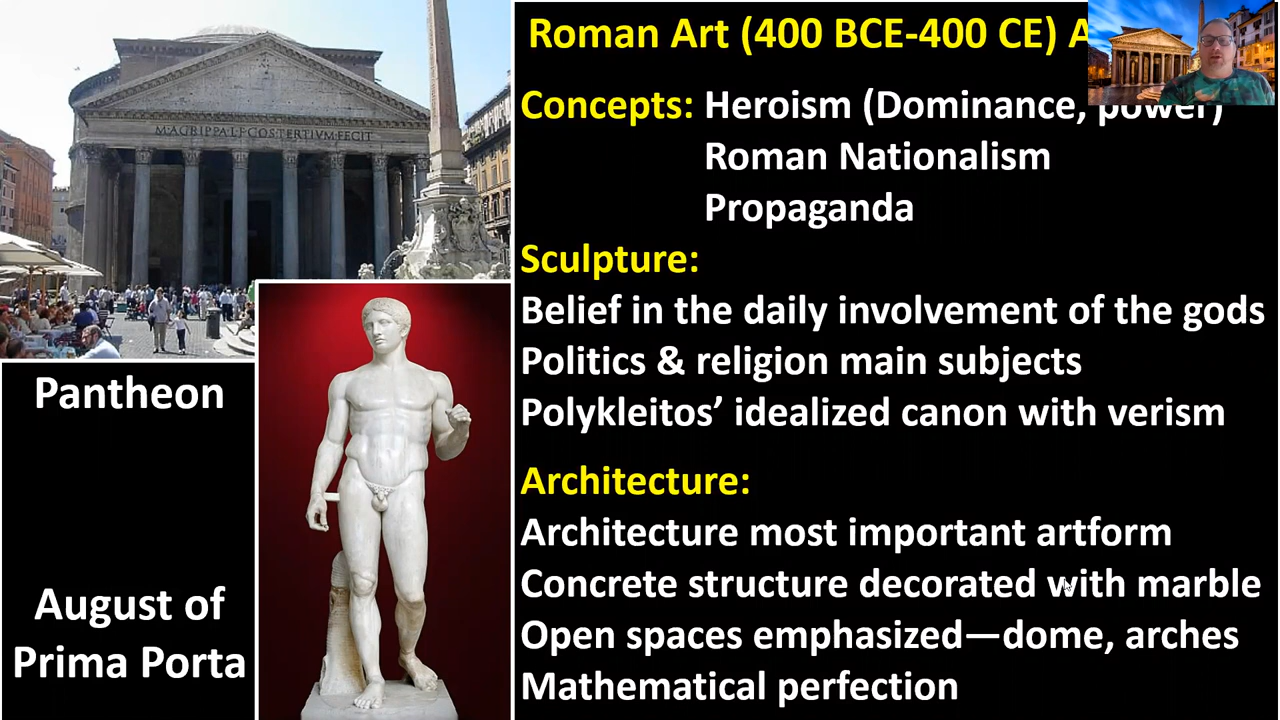 Roman Art (400 BCE-400 CE) A
Concepts: Heroism (Dominance, power)
Roman Nationalism
Propaganda
Sculpture:
Belief in the daily involvement of the gods
Politics & religion main subjects
Polykleitos’ idealized canon with verism
Architecture:
Architecture most important artform
Concrete structure decorated with marble
Open spaces emphasized—dome, arches
Mathematical perfection
M·AGRIPPA·L·F·COS·TERTIVM·FECIT
Pantheon
August of
Prima Porta